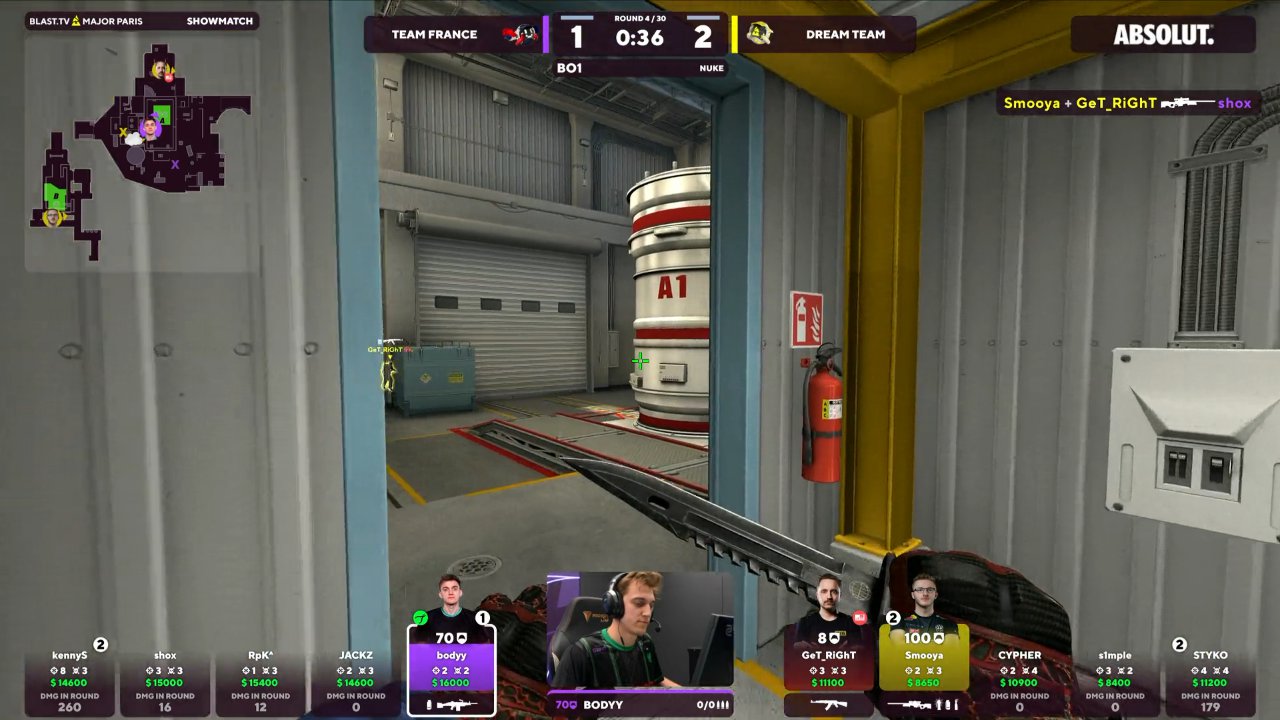 BLAST.TV MAJOR PARIS SHOWMATCH
TEAM FRANCE
1
ROUND 4 / 30
0:36
2
DREAM TEAM
BO1 NUKE
ABSOLUT.
Smooya + GeT_RiGhT shox
X
X
B
A1
GeT_RiGhT
kennyS 2
8 3
$14600
DMG IN ROUND
260
shox
3 3
$15000
DMG IN ROUND
16
RpK^
1 3
$15400
DMG IN ROUND
12
JACKZ
2 3
$14600
DMG IN ROUND
0
1
70
bodyy
2 2
$16000
70 BODYY 0/0
8
GeT_RiGhT
3 3
$11100
2
100
Smooya
2 3
$8650
CYPHER
2 4
$10900
DMG IN ROUND
0
s1mple
3 2
$8400
DMG IN ROUND
0
2
STYKO
4 4
$11200
DMG IN ROUND
179